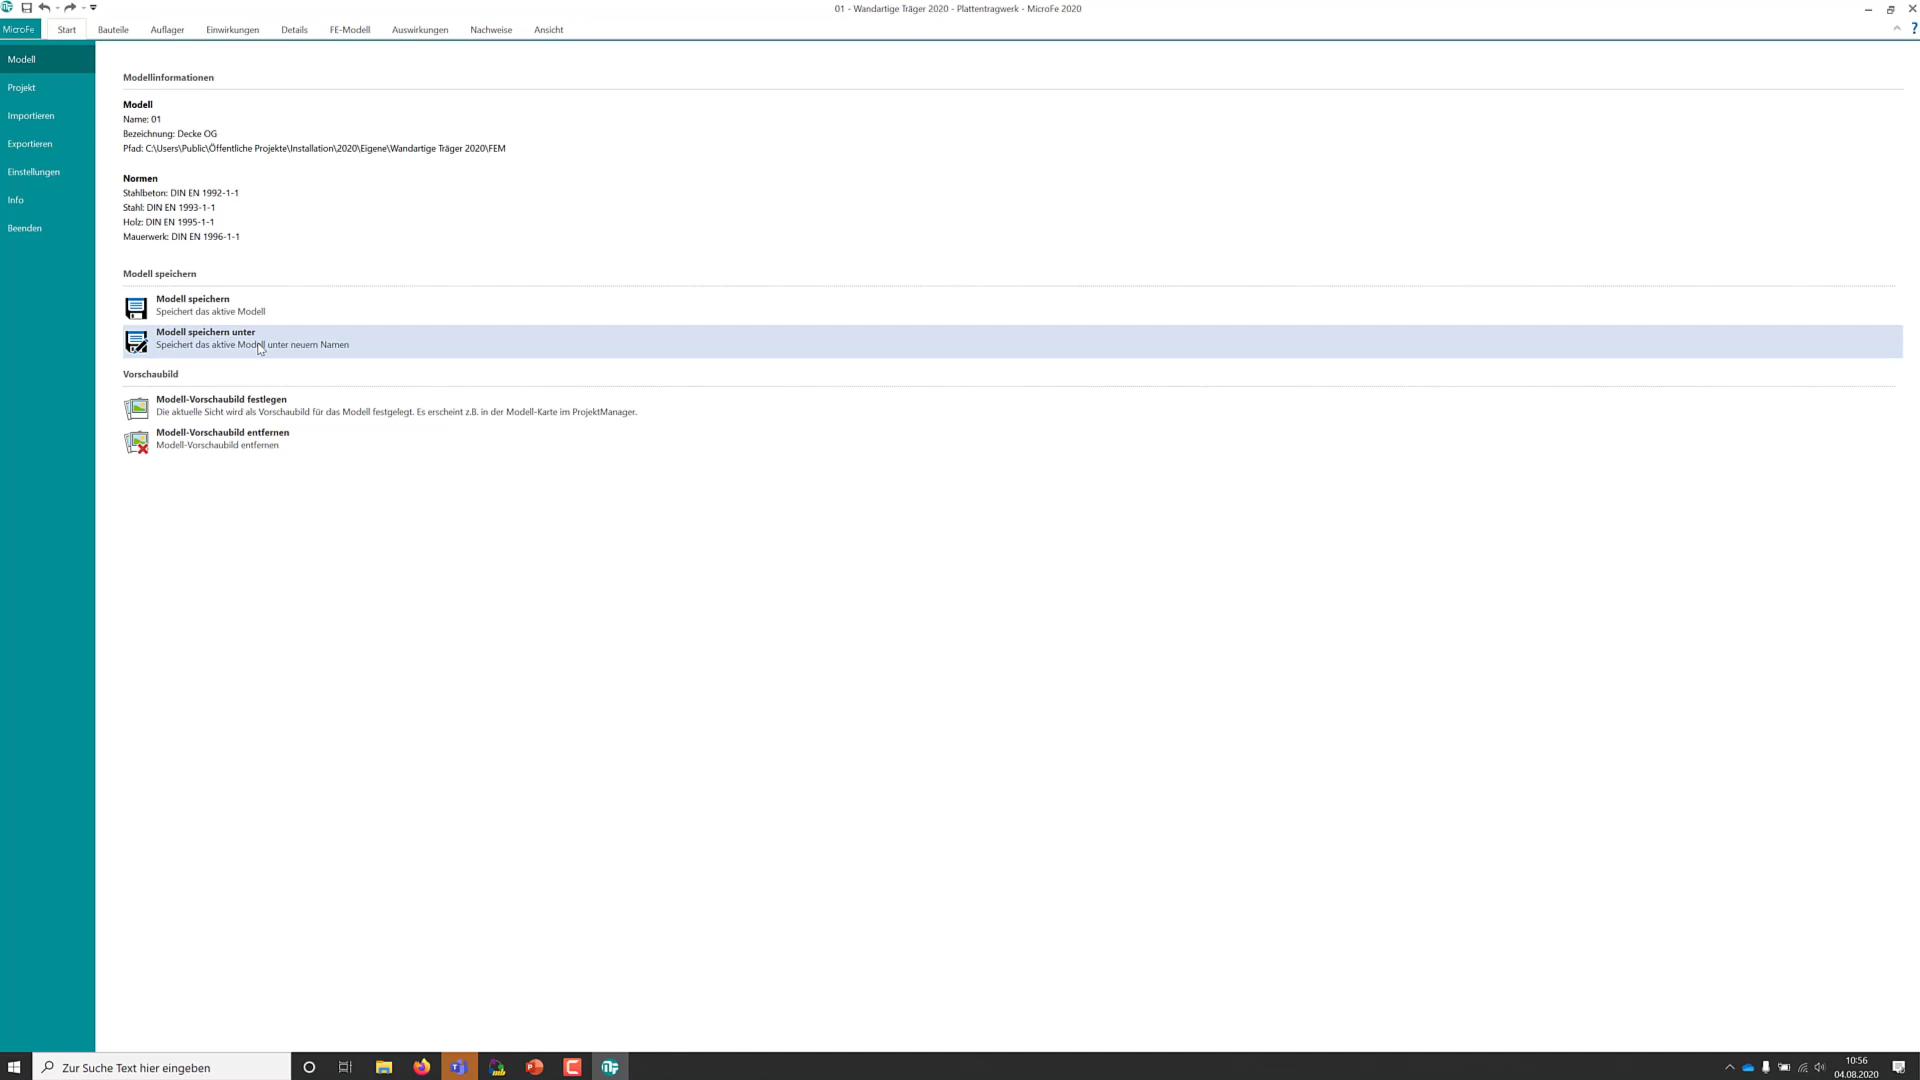 01 - Wandartige Träger 2020 - Plattentragwerk - MicroFe 2020
MicroFe Start Bauteile Auflager Einwirkungen Details FE-Modell Auswirkungen Nachweise Ansicht
Modell
Projekt
Importieren
Exportieren
Einstellungen
Info
Beenden
Modellinformationen
Modell
Name: 01
Bezeichnung: Decke OG
Pfad: C:\Users\Public\Öffentliche Projekte\Installation\2020\Eigene\Wandartige Träger 2020\FEM
Normen
Stahlbeton: DIN EN 1992-1-1
Stahl: DIN EN 1993-1-1
Holz: DIN EN 1995-1-1
Mauerwerk: DIN EN 1996-1-1
Modell speichern
Modell speichern
Speichert das aktive Modell
Modell speichern unter
Speichert das aktive Modell unter neuem Namen
Vorschaubild
Modell-Vorschaubild festlegen
Die aktuelle Sicht wird als Vorschaubild für das Modell festgelegt. Es erscheint z.B. in der Modell-Karte im ProjektManager.
Modell-Vorschaubild entfernen
Modell-Vorschaubild entfernen
Zur Suche Text hier eingeben
10:56
04.08.2020